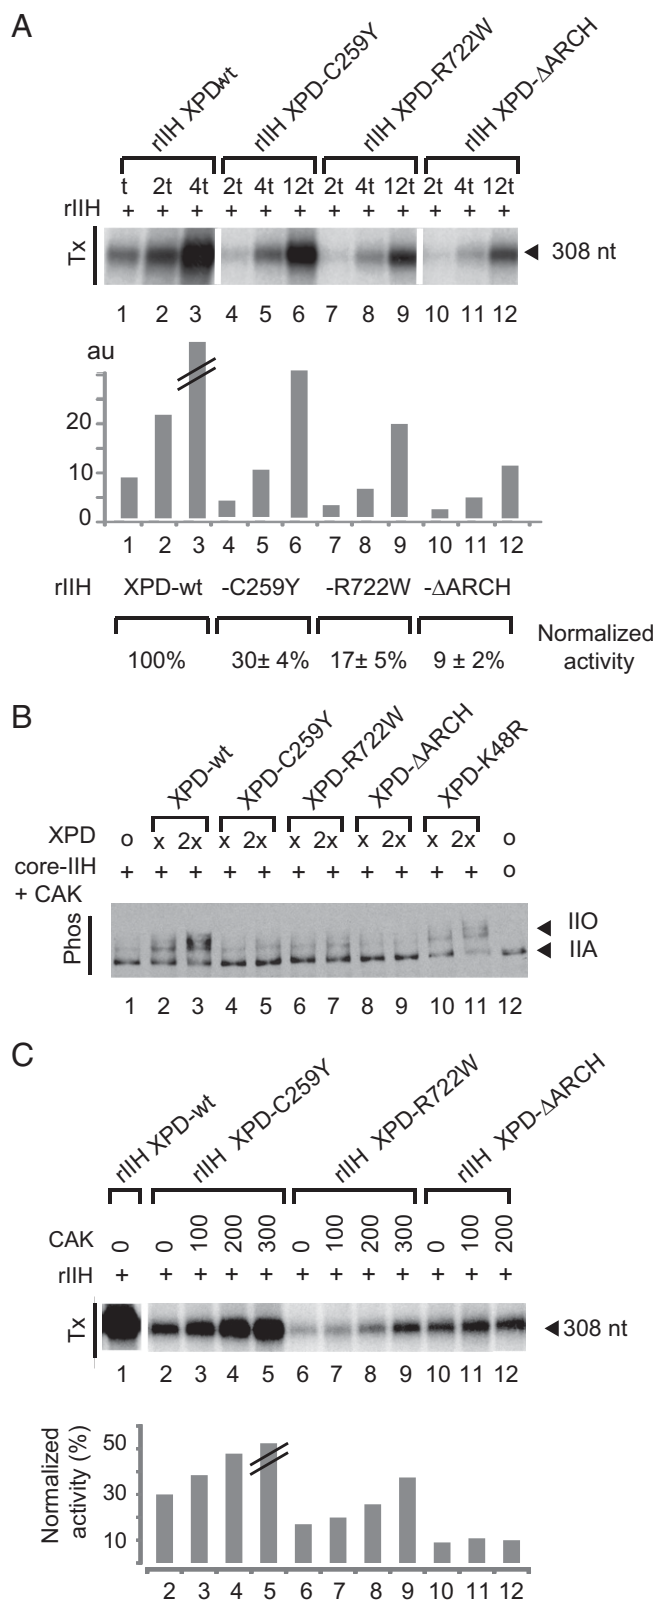 A
rIIH XPDwt rIIH XPD-C259Y rIIH XPD-R722W rIIH XPD-ΔARCH
t 2t 4t 2t 4t 12t 2t 4t 12t 2t 4t 12t
rIIH + + + + + + + + + + + +
Tx 308 nt
1 2 3 4 5 6 7 8 9 10 11 12
au
20
10
0
1 2 3 4 5 6 7 8 9 10 11 12
rIIH XPD-wt -C259Y -R722W -ΔARCH
Normalized
100% 30± 4% 17± 5% 9 ± 2%
activity
B
XPD-wt XPD-C259Y XPD-R722W XPD-ΔARCH XPD-K48R
XPD o x 2x x 2x x 2x x 2x x 2x o
core-IIH + + + + + + + + + + + o
+ CAK
Phos
IIO
IIA
1 2 3 4 5 6 7 8 9 10 11 12
C
rIIH XPD-wt rIIH XPD-C259Y rIIH XPD-R722W rIIH XPD-ΔARCH
CAK 0 0 100 200 300 0 100 200 300 0 100 200
rIIH + + + + + + + + + + + +
Tx 308 nt
1 2 3 4 5 6 7 8 9 10 11 12
Normalized
activity (%)
50
30
10
2 3 4 5 6 7 8 9 10 11 12